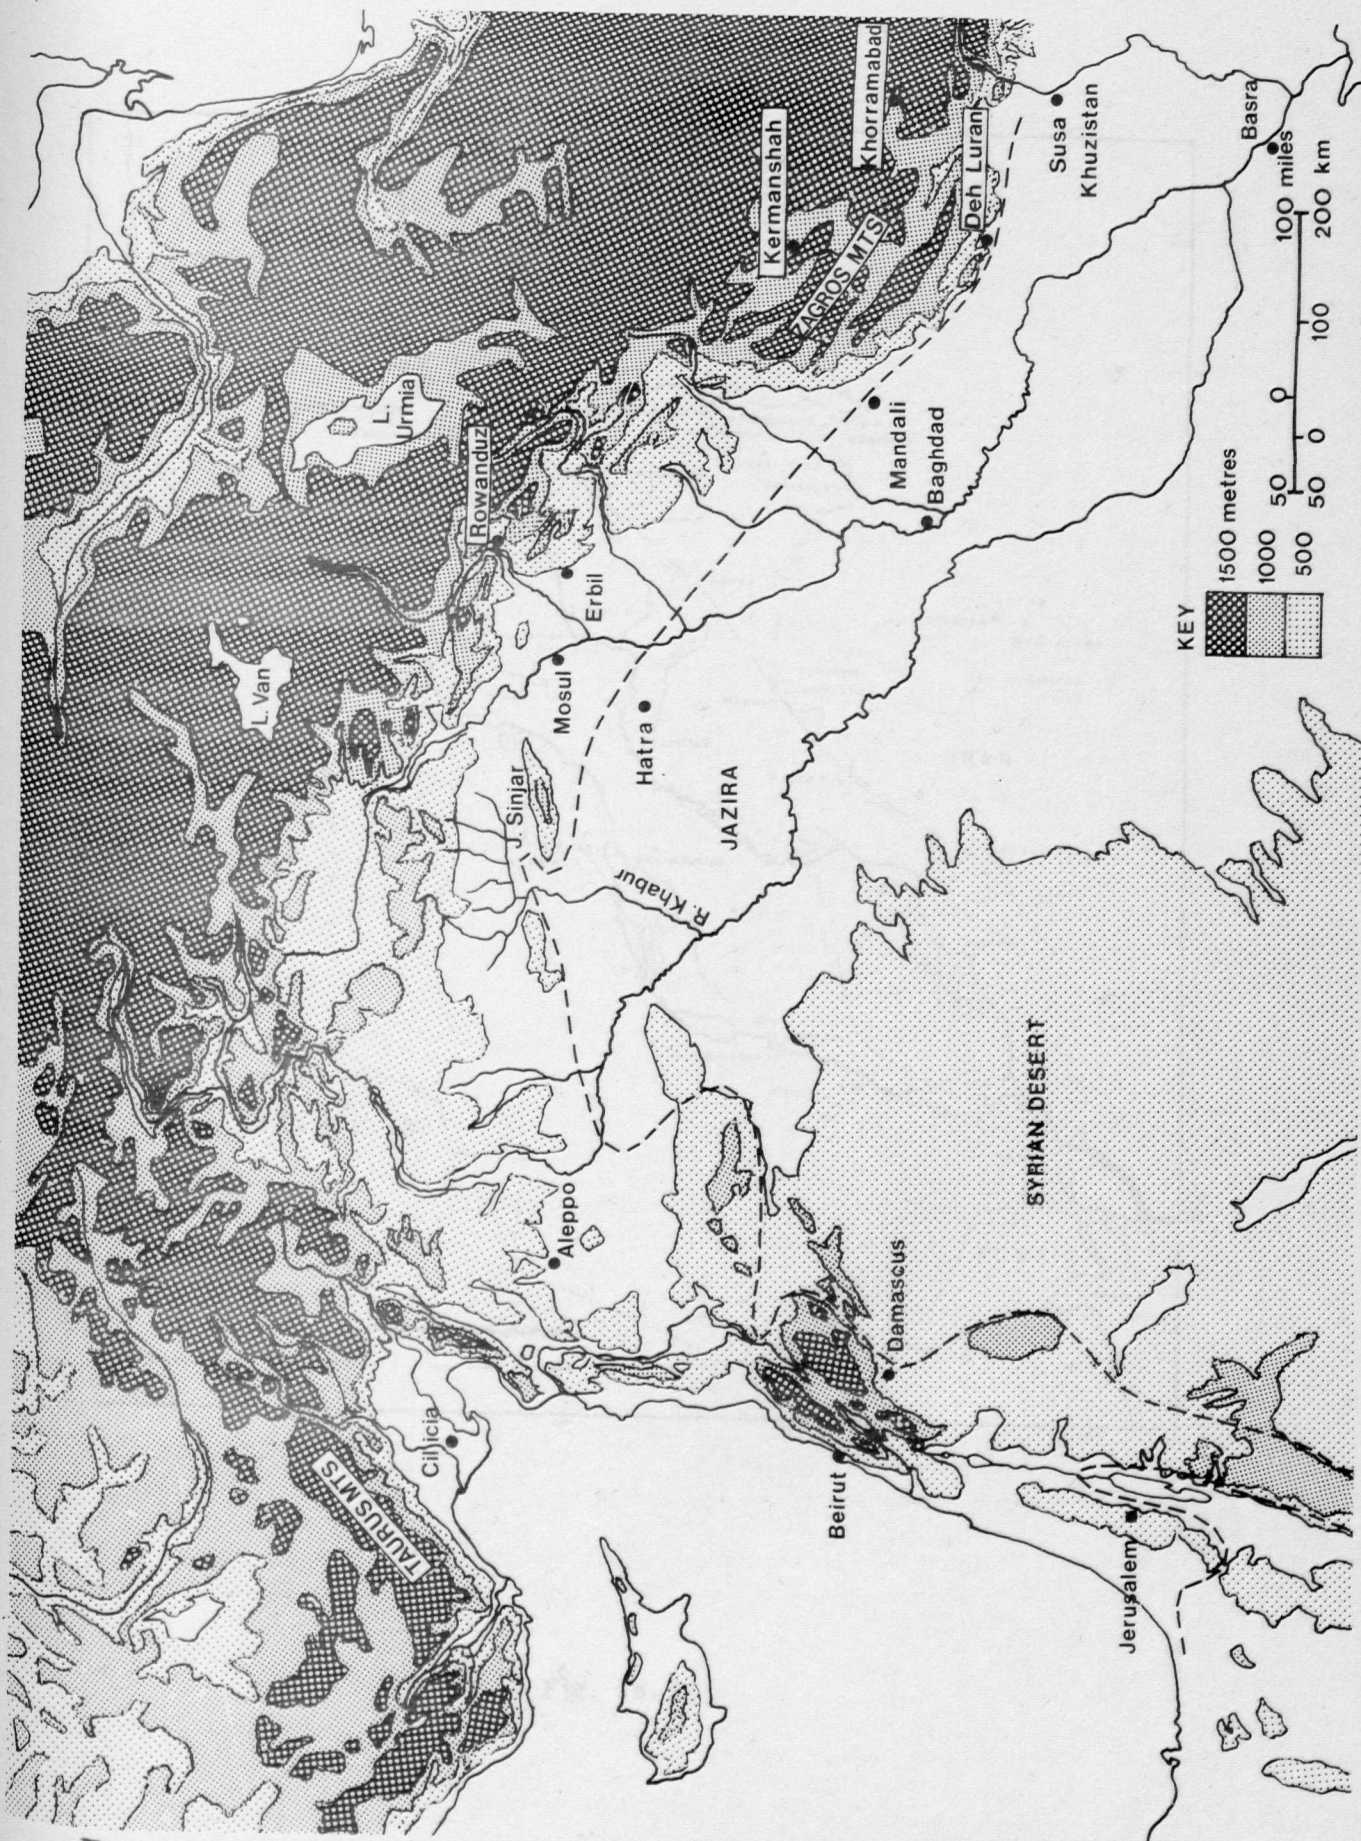 L. Van
L.
Urmia
Rowanduz
Kermanshah
Khorramabad
TAURUS MTS
Cilicia
Aleppo
J. Sinjar
Mosul
Erbil
Hatra
R. Khabur
JAZIRA
ZAGROS MTS
Deh Luran
Mandali
Baghdad
Susa
Khuzistan
Basra
Beirut
Damascus
SYRIAN DESERT
Jerusalem
KEY
1500 metres
1000
500
50 0 100 miles
50 0 100 200 km